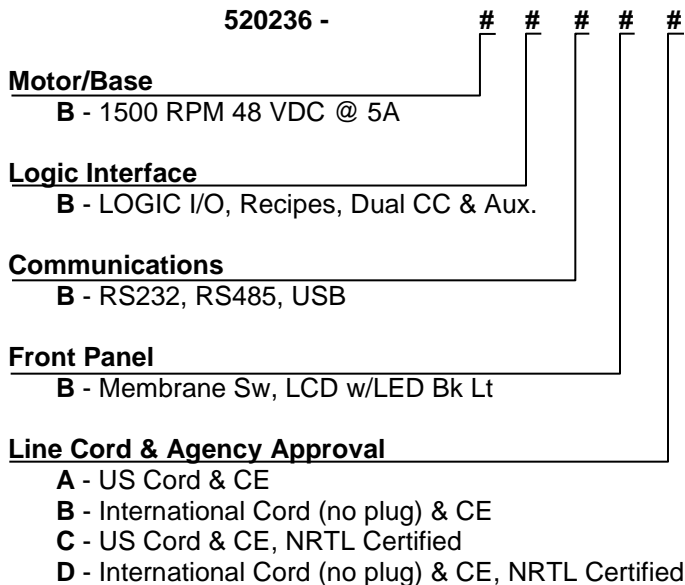 520236 - # # # # #
Motor/Base
B - 1500 RPM 48 VDC @ 5A
Logic Interface
B - LOGIC I/O, Recipes, Dual CC & Aux.
Communications
B - RS232, RS485, USB
Front Panel
B - Membrane Sw, LCD w/LED Bk Lt
Line Cord & Agency Approval
A - US Cord & CE
B - International Cord (no plug) & CE
C - US Cord & CE, NRTL Certified
D - International Cord (no plug) & CE, NRTL Certified